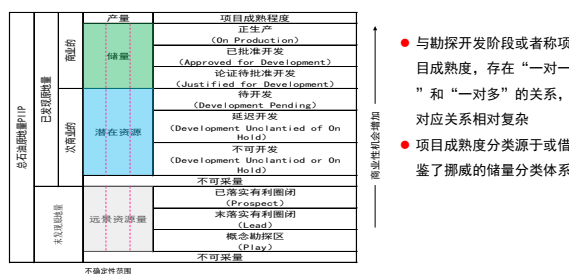 产量
项目成熟程度
总石油原地量PIIP
已发现原地量
商业的
储量
正生产
(On Production)
已批准开发
(Approved for Development)
论证待批准开发
(Justified for Development)
次商业的
潜在资源
待开发
(Development Pending)
延迟开发
(Development Unclantied of On
Hold)
不可开发
(Development Unclantiod or On
Hold)
不可采量
未发现原地量
远景资源量
已落实有利圈闭
(Prospect)
末落实有利圈闭
(Lead)
概念勘探区
(Play)
不可采量
不确定性范围
商业性机会增加
与勘探开发阶段或者称项
目成熟度，存在“一对一
”和“一对多”的关系，
对应关系相对复杂
项目成熟度分类源于或借
鉴了挪威的储量分类体系